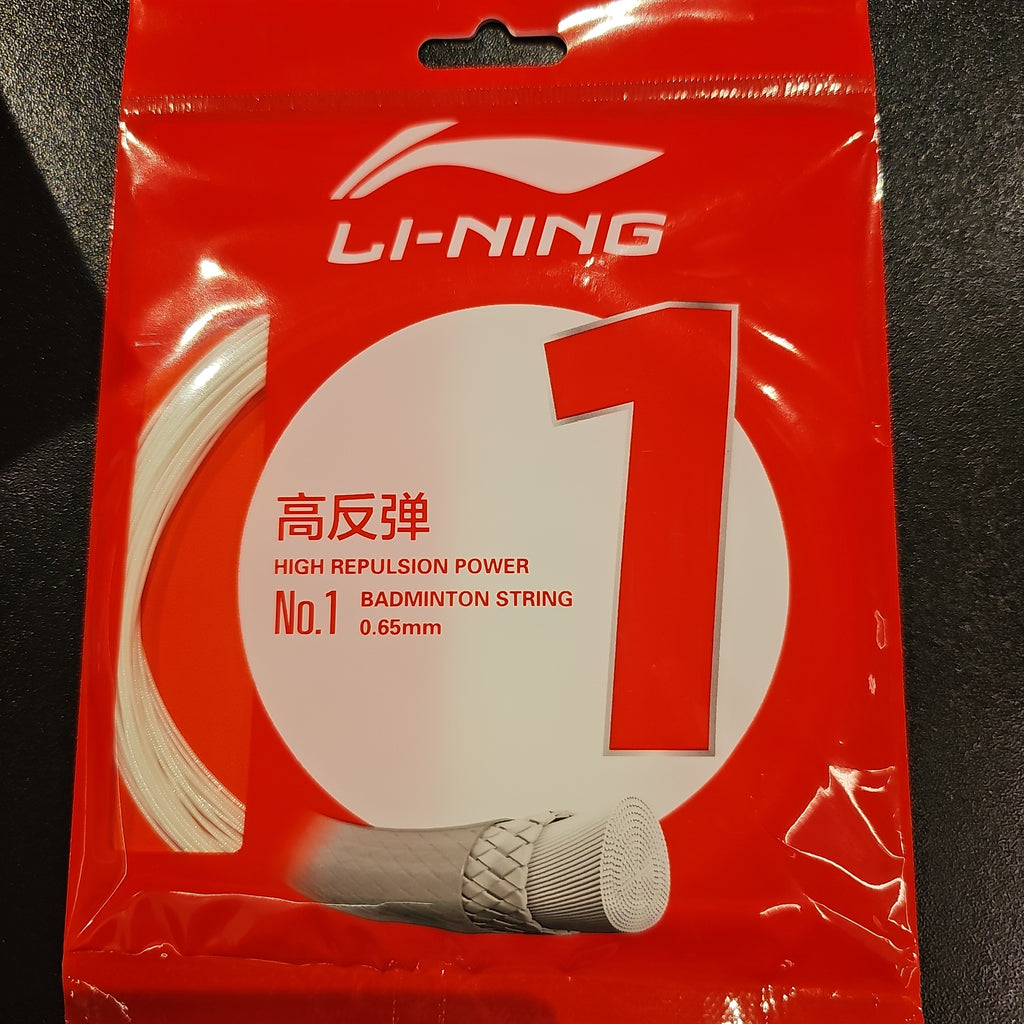 LI-NING
1
高反弹
HIGH REPULSION POWER
No.1 BADMINTON STRING
0.65mm